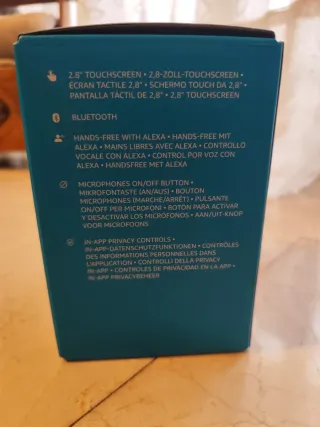 2.8" TOUCHSCREEN • 2,8-ZOLL-TOUCHSCREEN •
ÉCRAN TACTILE 2,8" • SCHERMO TOUCH DA 2,8" •
PANTALLA TÁCTIL DE 2,8" • 2,8" TOUCHSCREEN
BLUETOOTH
HANDS-FREE WITH ALEXA • HANDS-FREE MIT
ALEXA • MAINS LIBRES AVEC ALEXA • CONTROLLO
VOCALE CON ALEXA • CONTROL POR VOZ CON
ALEXA • HANDSFREE MET ALEXA
MICROPHONES ON/OFF BUTTON •
MIKROFONTASTE (AN/AUS) • BOUTON
MICROPHONES (MARCHE/ARRÊT) • PULSANTE
ON/OFF PER MICROFONI • BOTÓN PARA ACTIVAR
Y DESACTIVAR LOS MICRÓFONOS • AAN/UIT-KNOP
VOOR MICROFOONS
IN-APP PRIVACY CONTROLS •
IN-APP-DATENSCHUTZFUNKTIONEN • CONTRÔLES
DES INFORMATIONS PERSONNELLES DANS
L'APPLICATION • CONTROLLI DELLA PRIVACY
IN-APP • CONTROLES DE PRIVACIDAD EN LA APP •
IN-APP PRIVACYBEHEER